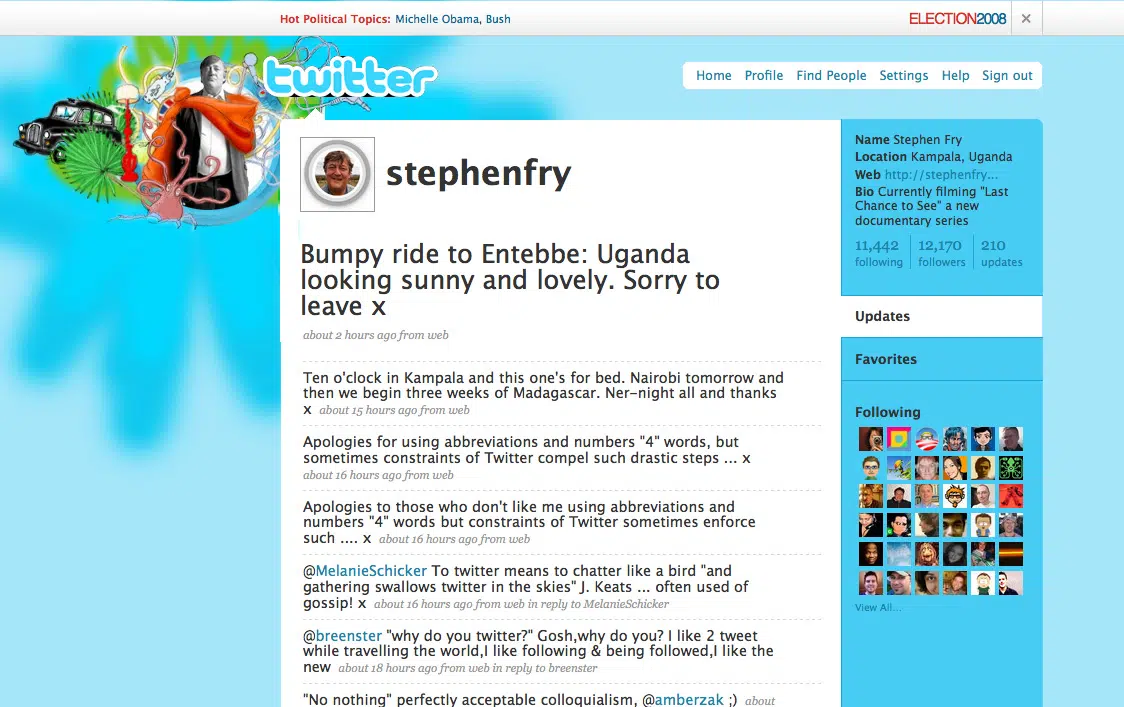 Hot Political Topics: Michelle Obama, Bush
ELECTION2008 ×
twitter
Home Profile Find People Settings Help Sign out
stephenfry
Bumpy ride to Entebbe: Uganda
looking sunny and lovely. Sorry to
leave x
about 2 hours ago from web
Ten o'clock in Kampala and this one's for bed. Nairobi tomorrow and
then we begin three weeks of Madagascar. Ner-night all and thanks
x about 15 hours ago from web
Apologies for using abbreviations and numbers "4" words, but
sometimes constraints of Twitter compel such drastic steps ... x
about 16 hours ago from web
Apologies to those who don't like me using abbreviations and
numbers "4" words but constraints of Twitter sometimes enforce
such .... x about 16 hours ago from web
@MelanieSchicker To twitter means to chatter like a bird "and
gathering swallows twitter in the skies" J. Keats ... often used of
gossip! x about 16 hours ago from web in reply to MelanieSchicker
@breenster "why do you twitter?" Gosh,why do you? I like 2 tweet
while travelling the world,I like following & being followed,I like the
new about 18 hours ago from web in reply to breenster
"No nothing" perfectly acceptable colloquialism, @amberzak ;) about
Name Stephen Fry
Location Kampala, Uganda
Web http://stephenfry...
Bio Currently filming "Last
Chance to See" a new
documentary series
11,442 12,170 210
following followers updates
Updates
Favorites
Following
View All...